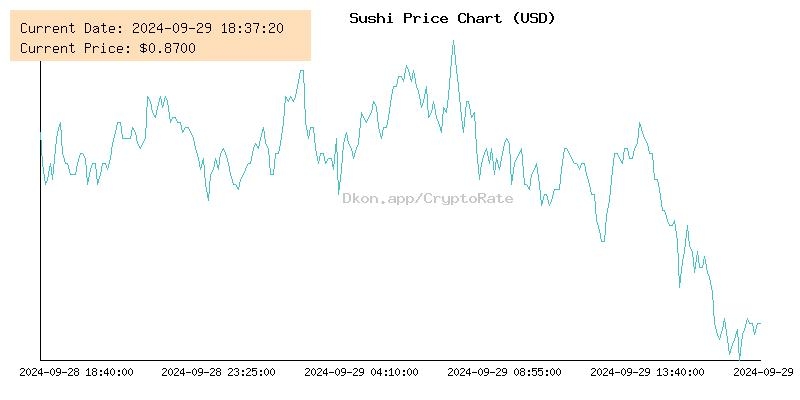 Sushi Price Chart (USD)
Current Date: 2024-09-29 18:37:20
Current Price: $0.8700
Dkon.app/CryptoRate
2024-09-28 18:40:00
2024-09-28 23:25:00
2024-09-29 04:10:00
2024-09-29 08:55:00
2024-09-29 13:40:00
2024-09-29